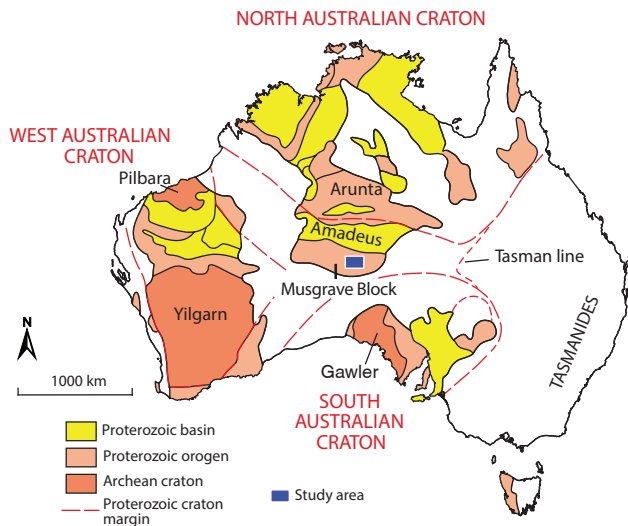 NORTH AUSTRALIAN CRATON
WEST AUSTRALIAN
CRATON
Pilbara
Arunta
Amadeus
Tasman line
Musgrave Block
Yilgarn
TASMANIDES
N
Gawler
1000 km
SOUTH
AUSTRALIAN
CRATON
Proterozoic basin
Proterozoic orogen
Archean craton
Proterozoic craton
margin
Study area